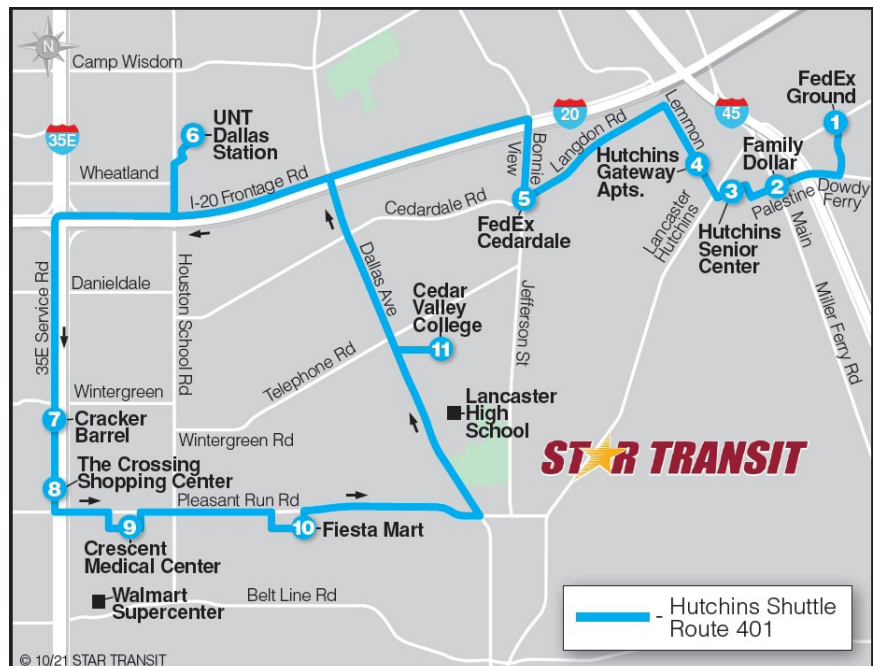 N
Camp Wisdom
35E
6
UNT
Dallas
Station
Wheatland
I-20 Frontage Rd
20
45
FedEx
Ground
1
Lemmon
Bonnie
View
Langdon Rd
Family
Dollar
2
Hutchins
Gateway
Apts.
4
3
Palestine
Dowdy
Ferry
Main
Lancaster
Hutchins
Hutchins
Senior
Center
Miller Ferry Rd
Cedardale Rd
5
FedEx
Cedardale
35E Service Rd
Danieldale
Houston School Rd
Dallas Ave
Cedar
Valley
College
11
Jefferson St
Telephone Rd
Wintergreen
7
Cracker
Barrel
Wintergreen Rd
Lancaster
High
School
STAR TRANSIT
8
The Crossing
Shopping Center
Pleasant Run Rd
9
Crescent
Medical Center
10
Fiesta Mart
Walmart
Supercenter
Belt Line Rd
- Hutchins Shuttle
Route 401
© 10/21 STAR TRANSIT